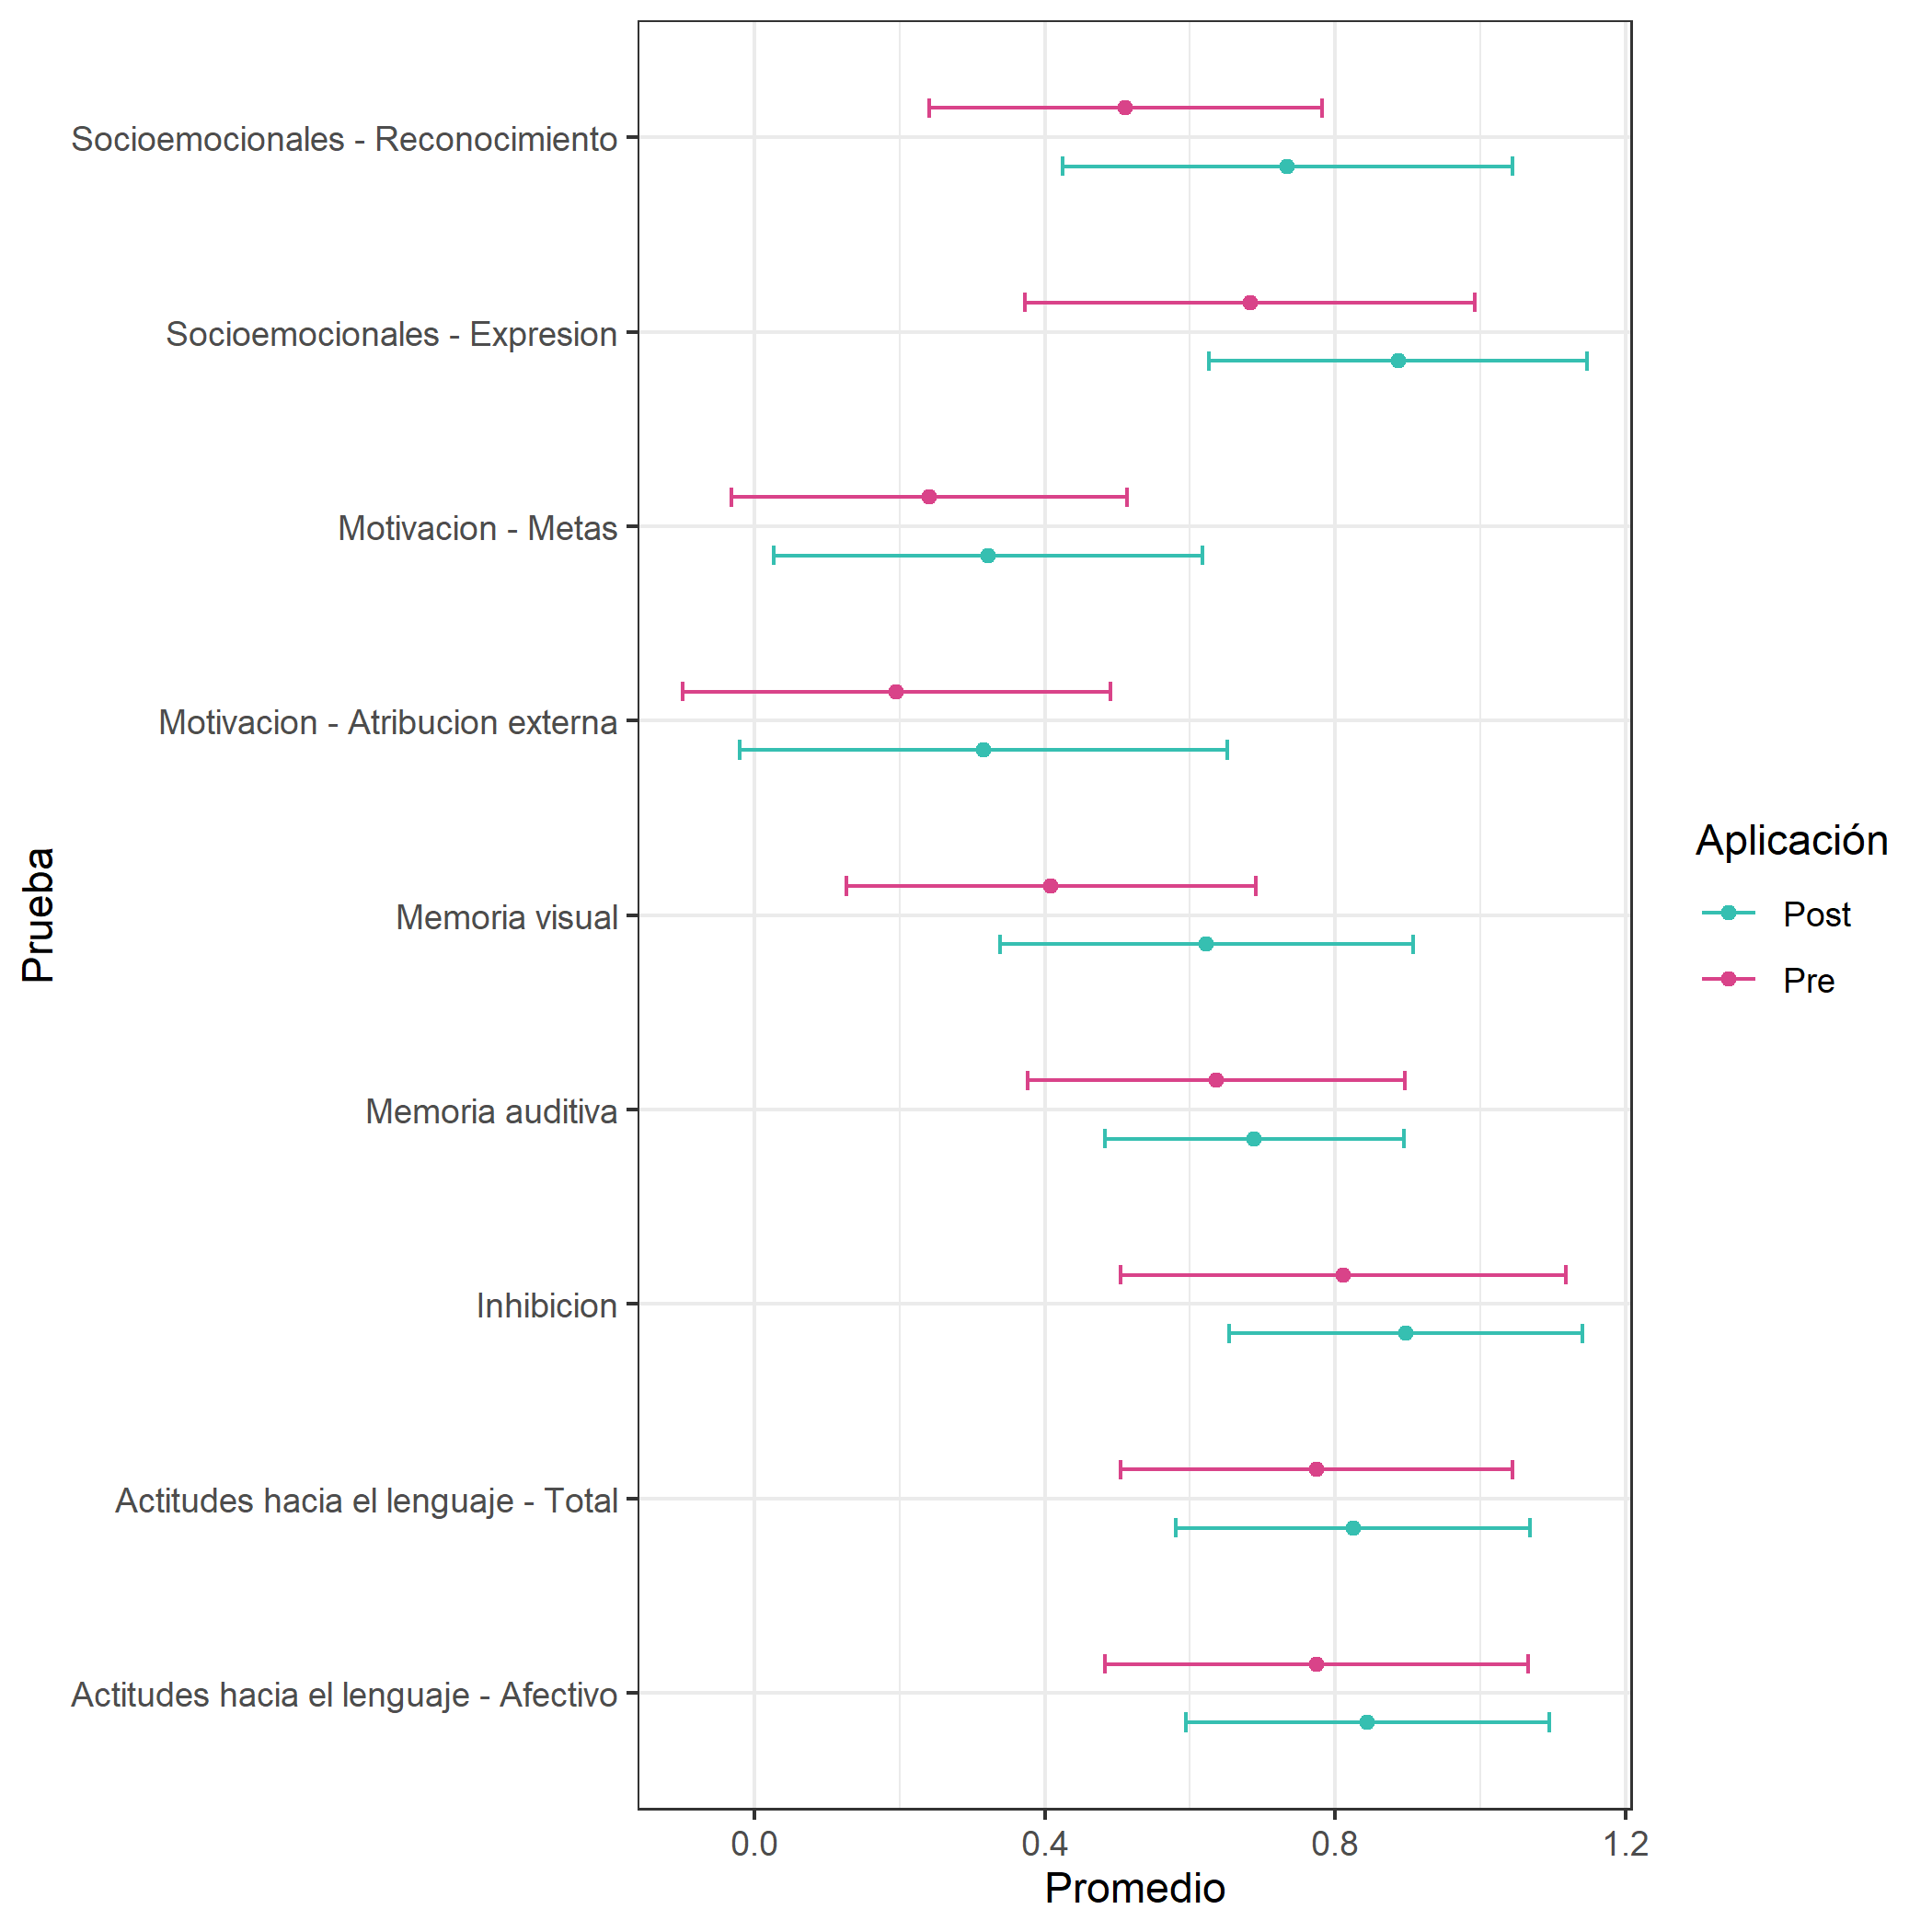 Socioemocionales - Reconocimiento
Socioemocionales - Expresion
Motivacion - Metas
Motivacion - Atribucion externa
Memoria visual
Memoria auditiva
Inhibicion
Actitudes hacia el lenguaje - Total
Actitudes hacia el lenguaje - Afectivo
Prueba
0.0 0.4 0.8 1.2
Promedio
Aplicación
Post
Pre